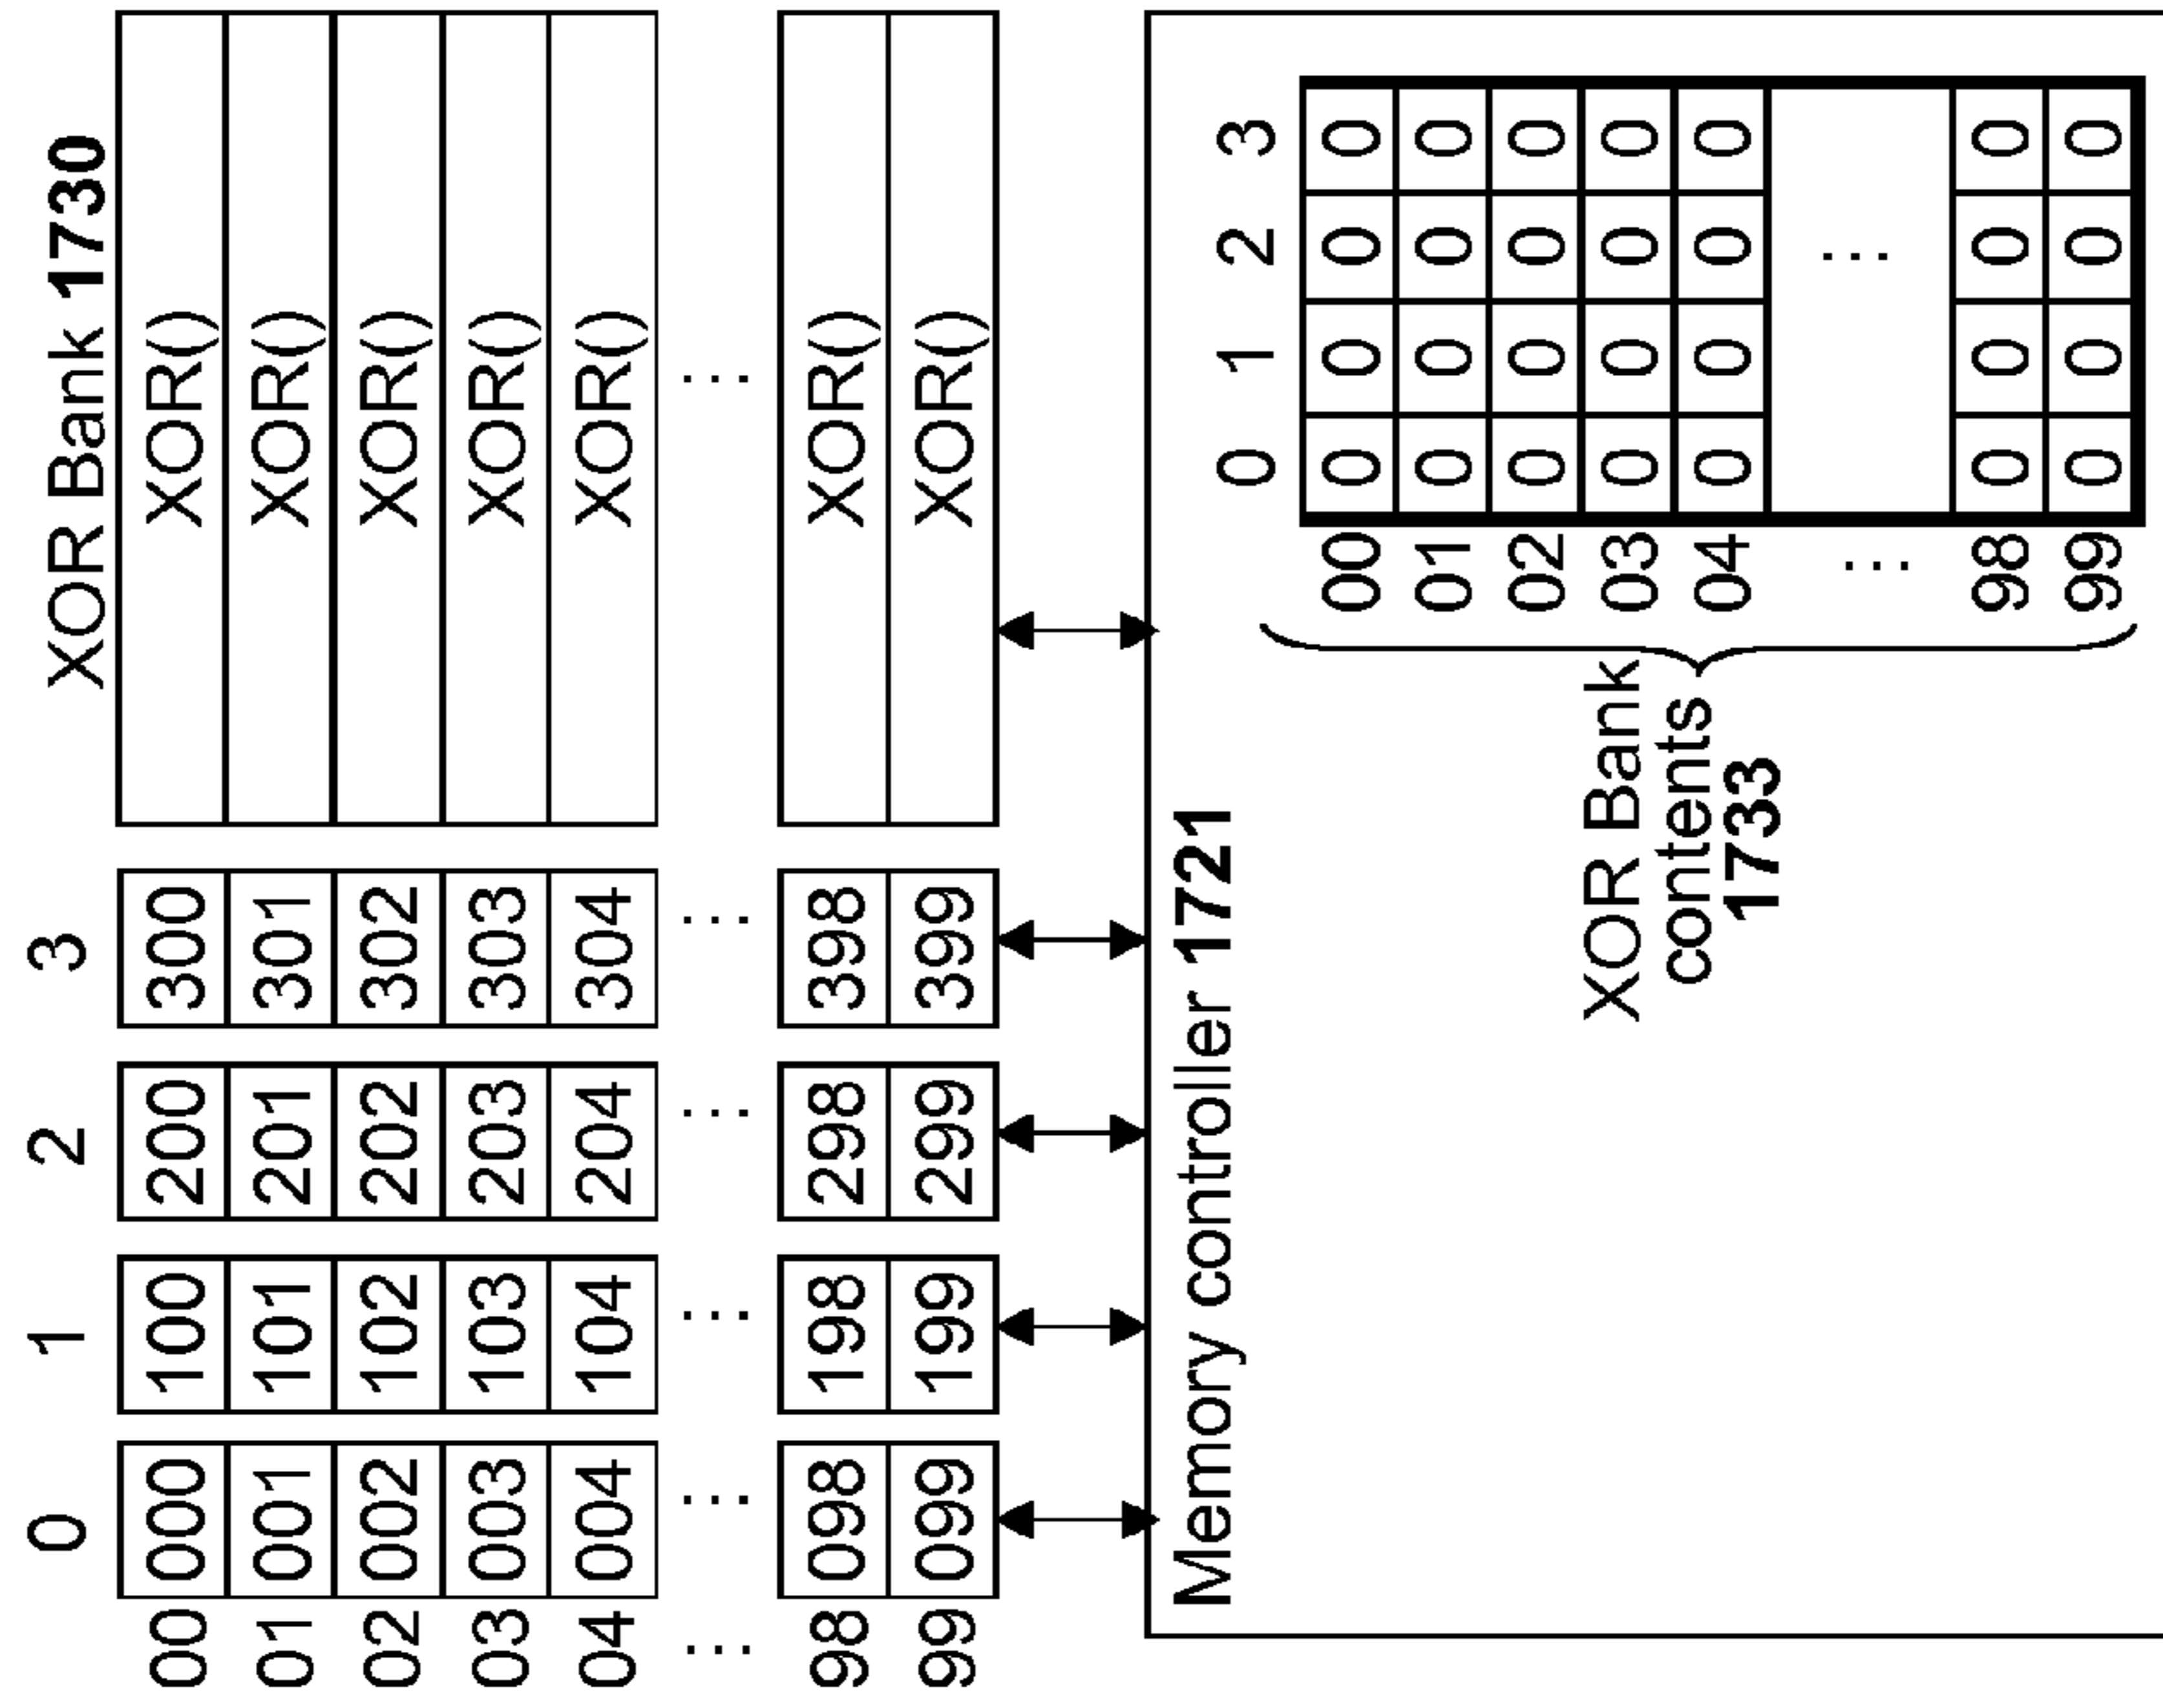 0 1 2 3 XOR Bank 1730
00 000 100 200 300 XOR()
01 001 101 201 301 XOR()
02 002 102 202 302 XOR()
03 003 103 203 303 XOR()
04 004 104 204 304 XOR()
... ... ... ... ... ...
98 098 198 298 398 XOR()
99 099 199 299 399 XOR()
Memory controller 1721
0 1 2 3
00 0 0 0 0
01 0 0 0 0
02 0 0 0 0
03 0 0 0 0
04 0 0 0 0
... ...
98 0 0 0 0
99 0 0 0 0
XOR Bank
contents
1733